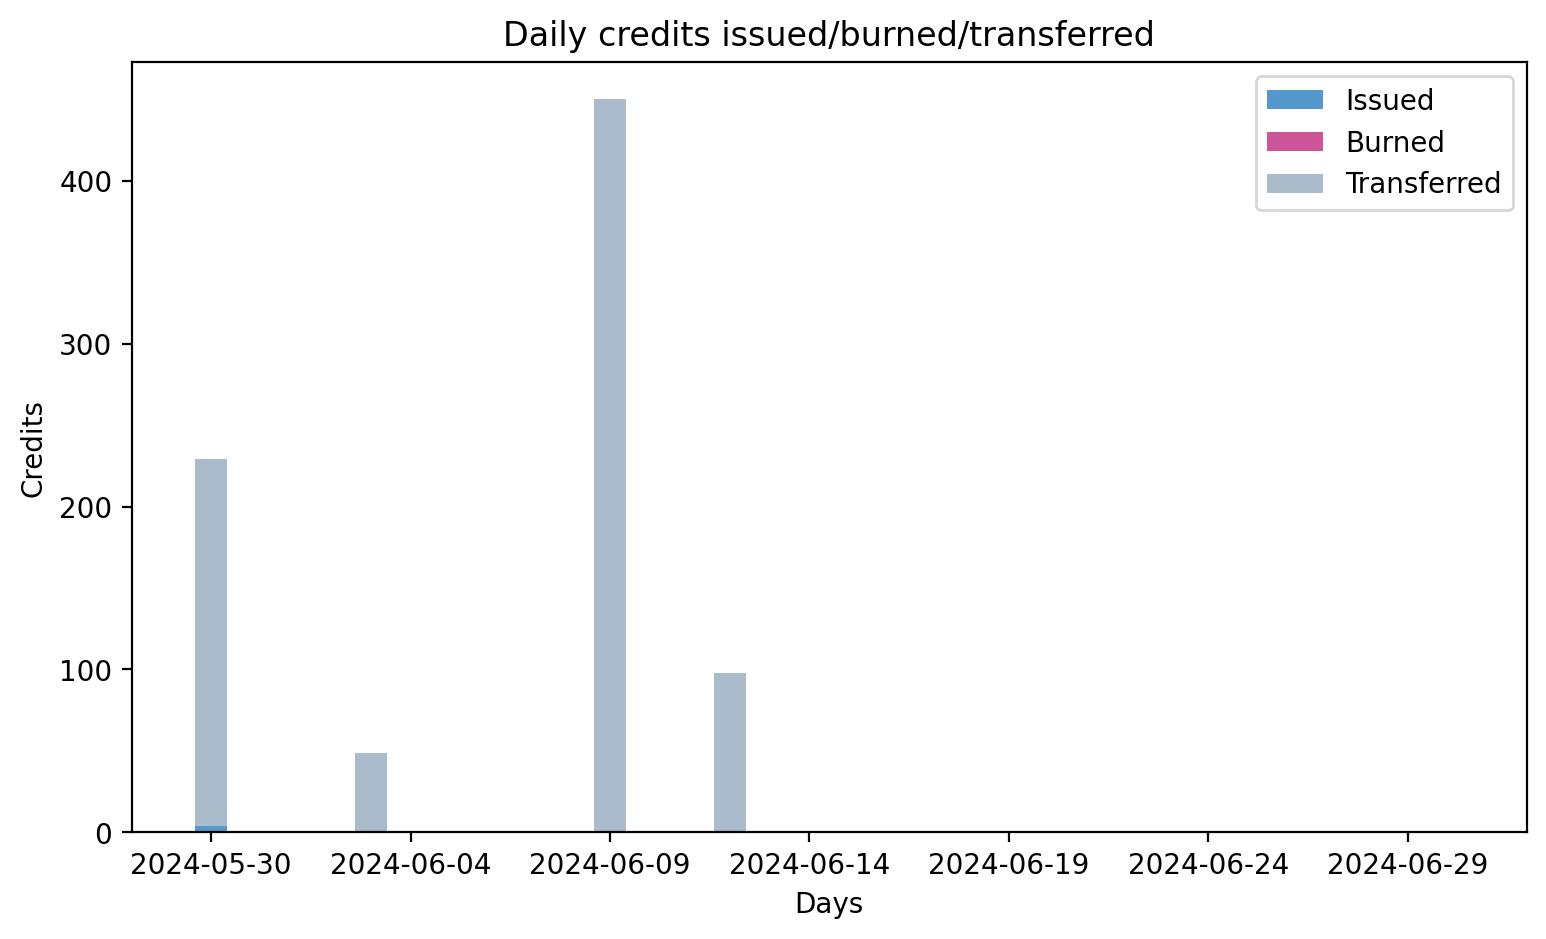 Daily credits issued/burned/transferred
Issued
Burned
Transferred
400
300
200
100
0
Credits
2024-05-30 2024-06-04 2024-06-09 2024-06-14 2024-06-19 2024-06-24 2024-06-29
Days